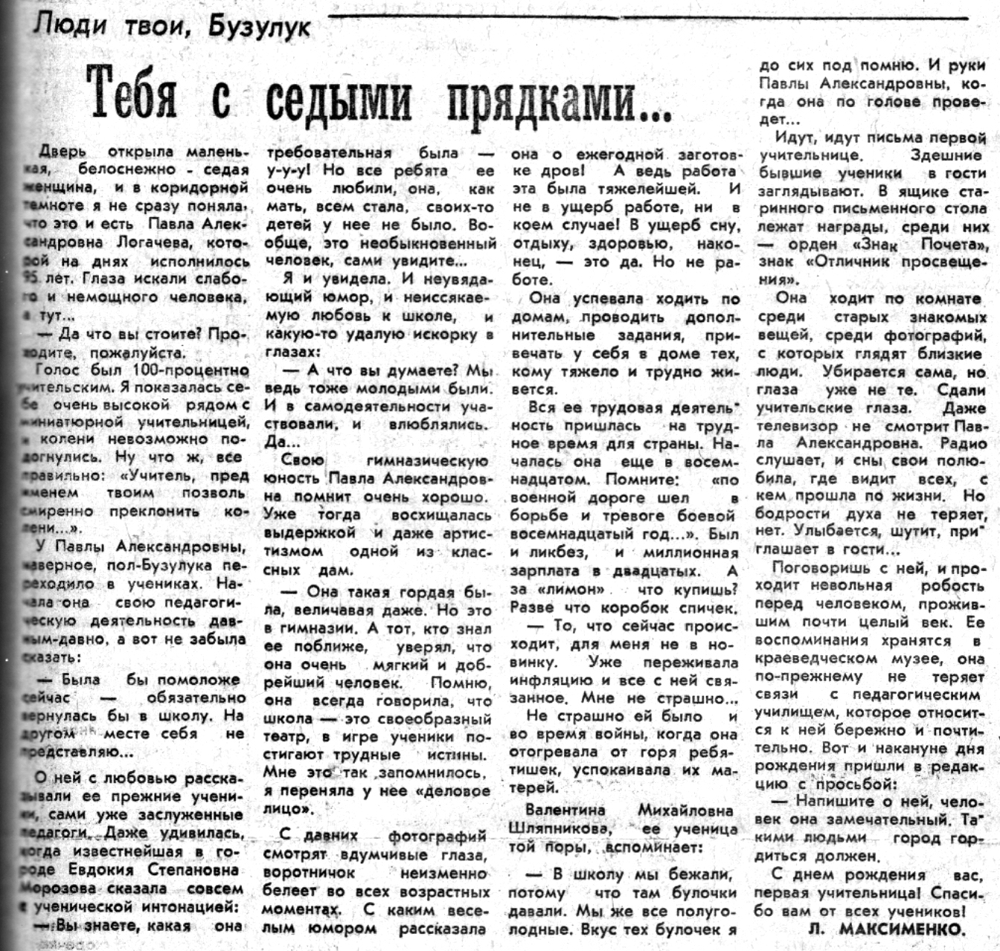 Люди твои, Бузулук
Тебя с седыми прядками...
Дверь открыла малень-
кая, белоснежно - седая
женщина, и в коридорной
темноте я не сразу поняла,
что это и есть Павла Алек-
сандровна Логачева, кото-
рой на днях исполнилось
95 лет. Глаза искали слабо-
го и немощного человека,
а тут...
— Да что вы стоите? Про-
ходите, пожалуйста.
Голос был 100-процентно
учительским. Я показалась се-
бе очень высокой рядом с
миниатюрной учительницей,
и колени невозможно по-
догнулись. Ну что ж, все
правильно: «Учитель, пред
именем твоим позволь
смиренно преклонить ко-
лени...».
У Павлы Александровны,
наверное, пол-Бузулука пе-
реходило в учениках. На-
чала она свою педагоги-
ческую деятельность дав-
ным-давно, а вот не забыла
сказать:
— Была бы помоложе
сейчас — обязательно
вернулась бы в школу. На
другом месте себя не
представляю...
О ней с любовью расска-
зывали ее прежние учени-
ки, сами уже заслуженные
педагоги. Даже удивилась,
когда известнейшая в го-
роде Евдокия Степановна
Морозова сказала совсем
с ученической интонацией:
— Вы знаете, какая она
требовательная была —
у-у-у! Но все ребята ее
очень любили, она, как
мать, всем стала, своих-то
детей у нее не было. Во-
обще, это необыкновенный
человек, сами увидите...
Я и увидела. И неувяда-
ющий юмор, и неиссякае-
мую любовь к школе, и
какую-то удалую искорку в
глазах:
— А что вы думаете? Мы
ведь тоже молодыми были.
И в самодеятельности уча-
ствовали, и влюблялись.
Да...
Свою гимназическую
юность Павла Александров-
на помнит очень хорошо.
Уже тогда восхищалась
выдержкой и даже артис-
тизмом одной из клас-
сных дам.
— Она такая гордая бы-
ла, величавая даже. Но это
в гимназии. А тот, кто знал
ее поближе, уверял, что
она очень мягкий и доб-
рейший человек. Помню,
она всегда говорила, что
школа — это своеобразный
театр, в игре ученики по-
стигают трудные истины.
Мне это так запомнилось,
я переняла у нее «деловое
лицо».
С давних фотографий
смотрят вдумчивые глаза,
воротничок неизменно
белеет во всех возрастных
моментах. С каким весе-
лым юмором рассказала
она о ежегодной заготов-
ке дров! А ведь работа
эта была тяжелейшей. И
не в ущерб работе, ни в
коем случае! В ущерб сну,
отдыху, здоровью, нако-
нец, — это да. Но не ра-
боте.
Она успевала ходить по
домам, проводить допол-
нительные задания, при-
вечать у себя в доме тех,
кому тяжело и трудно жи-
вется.
Вся ее трудовая деятель-
ность пришлась на труд-
ное время для страны. На-
чалась она еще в восем-
надцатом. Помните: «по
военной дороге шел в
борьбе и тревоге боевой
восемнадцатый год...». Был
и ликбез, и миллионная
зарплата в двадцатых. А
за «лимон» что купишь?
Разве что коробок спичек.
— То, что сейчас проис-
ходит, для меня не в но-
винку. Уже переживала
инфляцию и все с ней свя-
занное. Мне не страшно...
Не страшно ей было и
во время войны, когда она
отогревала от горя ребя-
тишек, успокаивала их ма-
терей.
Валентина Михайловна
Шляпникова, ее ученица
той поры, вспоминает:
— В школу мы бежали,
потому что там булочки
давали. Мы же все полуго-
лодные. Вкус тех булочек я
до сих под помню. И руки
Павлы Александровны, ко-
гда она по голове прове-
дет...
Идут, идут письма первой
учительнице. Здешние
бывшие ученики в гости
заглядывают. В ящике ста-
ринного письменного стола
лежат награды, среди них
— орден «Знак Почета»,
знак «Отличник просвеще-
ния».
Она ходит по комнате
среди старых знакомых
вещей, среди фотографий,
с которых глядят близкие
люди. Убирается сама, но
глаза уже не те. Сдали
учительские глаза. Даже
телевизор не смотрит Пав-
ла Александровна. Радио
слушает, и сны свои полю-
била, где видит всех, с
кем прошла по жизни. Но
бодрости духа не теряет,
нет. Улыбается, шутит, при-
глашает в гости...
Поговоришь с ней, и про-
ходит невольная робость
перед человеком, прожив-
шим почти целый век. Ее
воспоминания хранятся в
краеведческом музее, она
по-прежнему не теряет
связи с педагогическим
училищем, которое относит-
ся к ней бережно и почти-
тельно. Вот и накануне дня
рождения пришли в редак-
цию с просьбой:
— Напишите о ней, чело-
век она замечательный. Та-
кими людьми город гор-
диться должен.
С днем рождения вас,
первая учительница! Спаси-
бо вам от всех учеников!
Л. МАКСИМЕНКО.